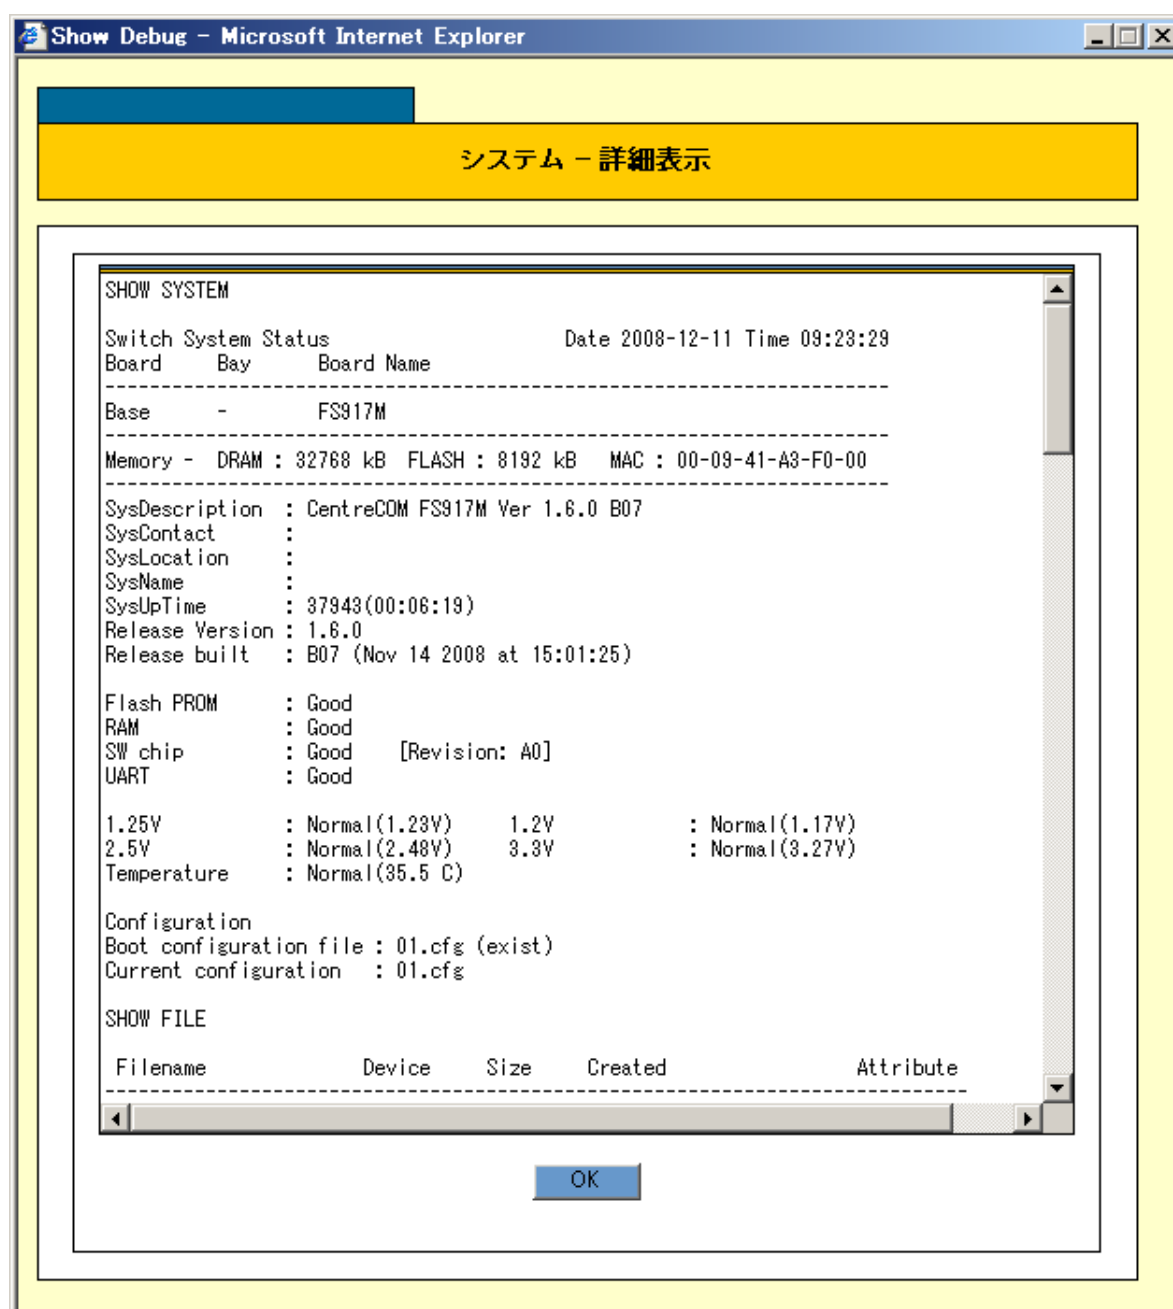 Show Debug - Microsoft Internet Explorer
システム － 詳細表示
SHOW SYSTEM
Switch System Status                     Date 2008-12-11 Time 09:23:29
Board     Bay      Board Name
----------------------------------------------------------------------
Base      -        FS917M
----------------------------------------------------------------------
Memory -  DRAM : 32768 kB  FLASH : 8192 kB   MAC : 00-09-41-A3-F0-00
----------------------------------------------------------------------
SysDescription  : CentreCOM FS917M Ver 1.6.0 B07
SysContact      :
SysLocation     :
SysName         :
SysUpTime       : 37943(00:06:19)
Release Version : 1.6.0
Release built   : B07 (Nov 14 2008 at 15:01:25)
Flash PROM      : Good
RAM             : Good
SW chip         : Good    [Revision: A0]
UART            : Good
1.25V           : Normal(1.23V)     1.2V            : Normal(1.17V)
2.5V            : Normal(2.48V)     3.3V            : Normal(3.27V)
Temperature     : Normal(35.5 C)
Configuration
Boot configuration file : 01.cfg (exist)
Current configuration   : 01.cfg
SHOW FILE
Filename              Device     Size     Created                 Attribute
-----------------------------------------------------------------------------
OK